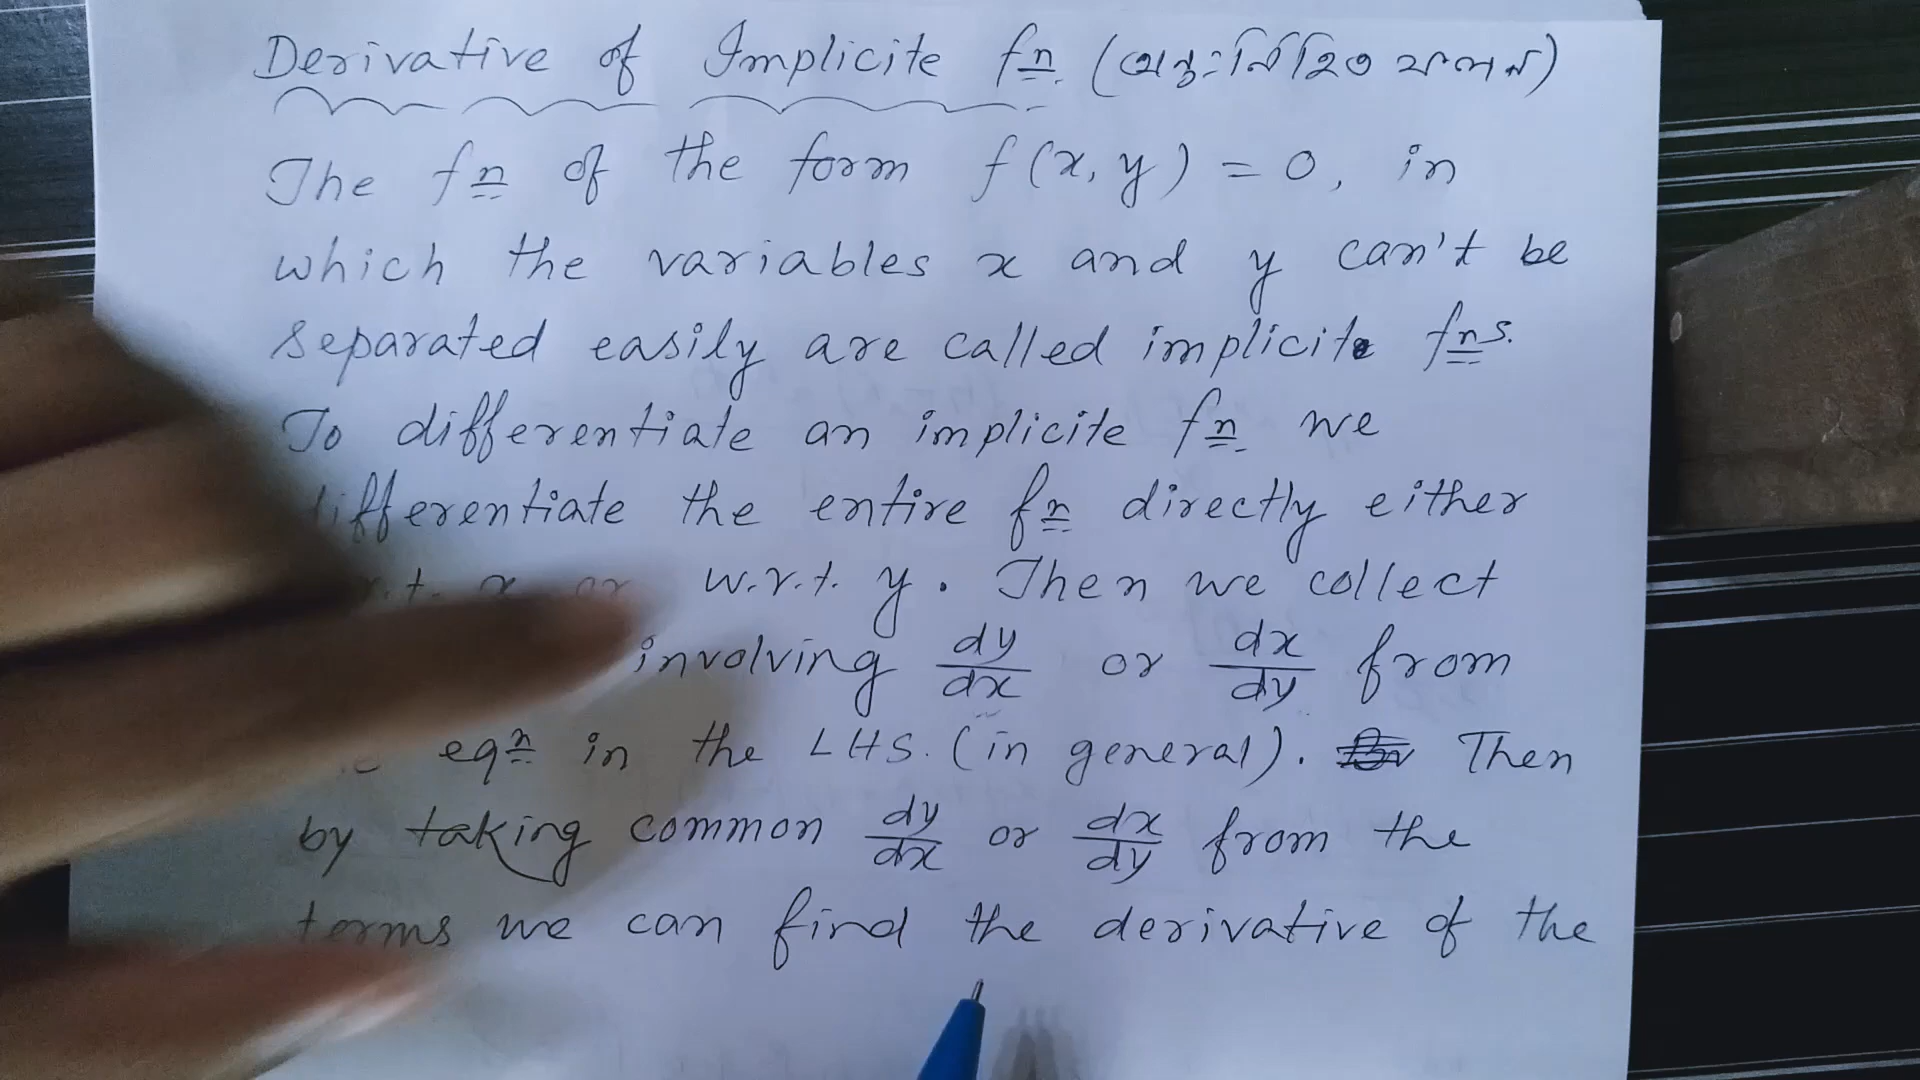 Derivative of Implicite fn. (অন্তঃনিহিত ফলন)
The fn of the form f(x, y) = 0, in
which the variables x and y can't be
separated easily are called implicite fns.
To differentiate an implicite fn. we
differentiate the entire fn directly either
w.r.t. y. Then we collect
involving dy/dx or dx/dy from
eqn in the LHS. (in general). Then
by taking common dy/dx or dx/dy from the
terms we can find the derivative of the